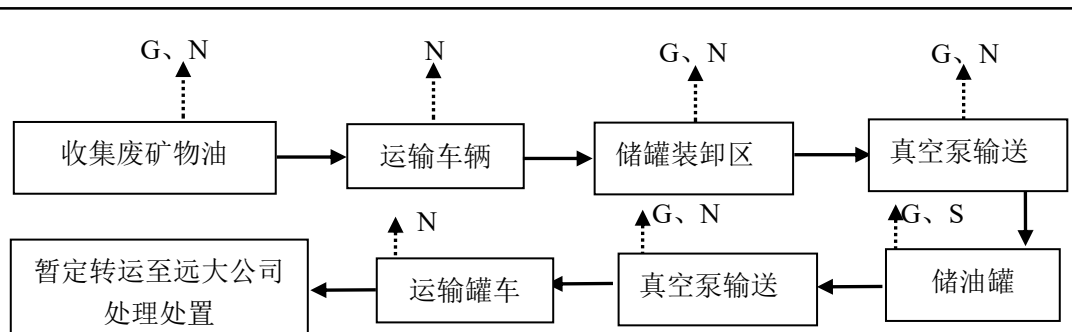 G、N
N
G、N
G、N
收集废矿物油
运输车辆
储罐装卸区
真空泵输送
N
G、N
G、S
暂定转运至远大公司
处理处置
运输罐车
真空泵输送
储油罐